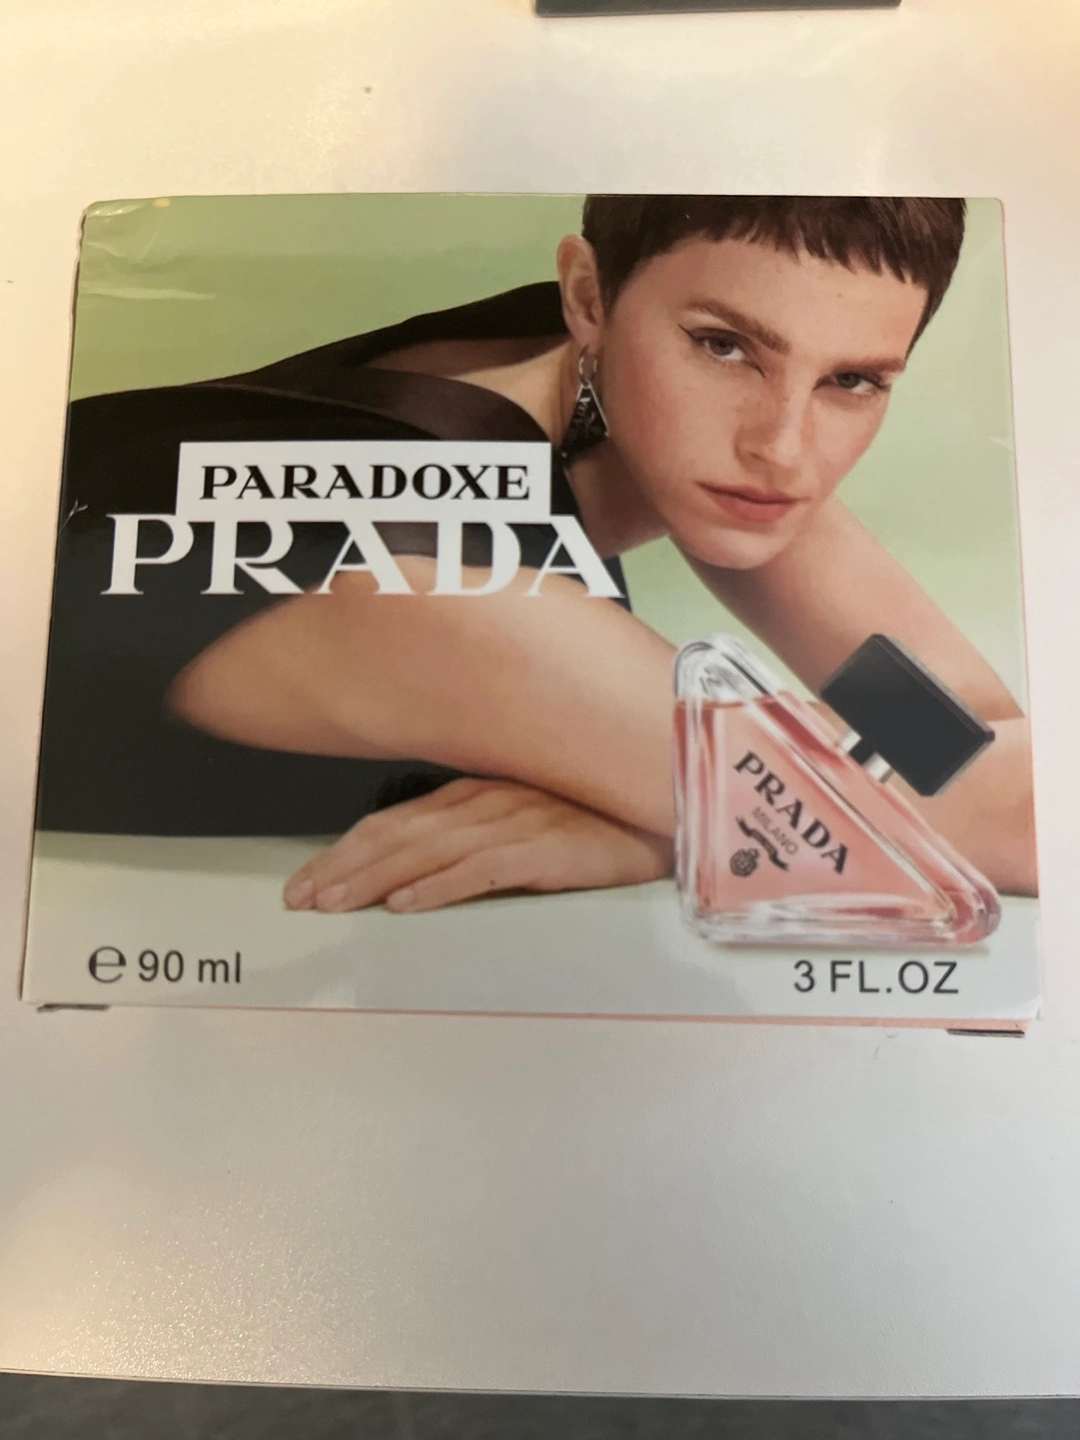 PARADOXE
PRADA
PRADA
MILANO
℮ 90 ml
3 FL.OZ